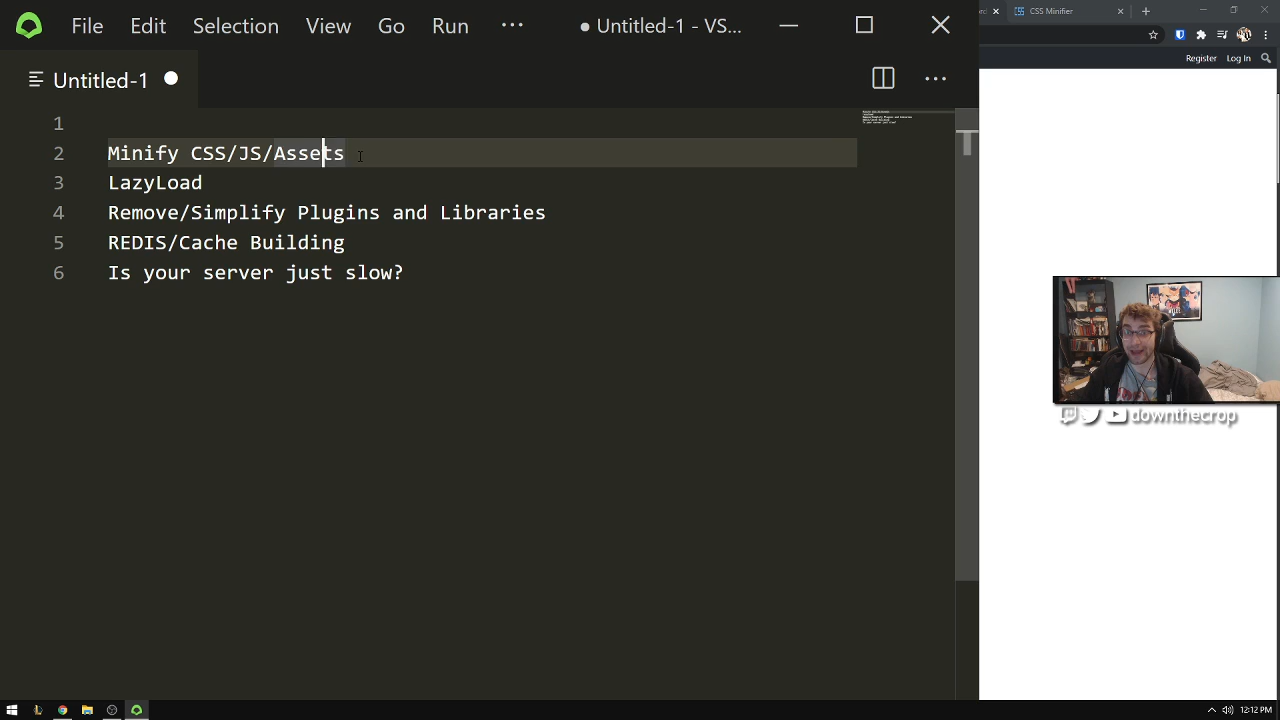 File Edit Selection View Go Run ··· ● Untitled-1 - VS...
CSS Minifier
Register Log In
Untitled-1
1
2 Minify CSS/JS/Assets
3 LazyLoad
4 Remove/Simplify Plugins and Libraries
5 REDIS/Cache Building
6 Is your server just slow?
downthecrop
12:12 PM